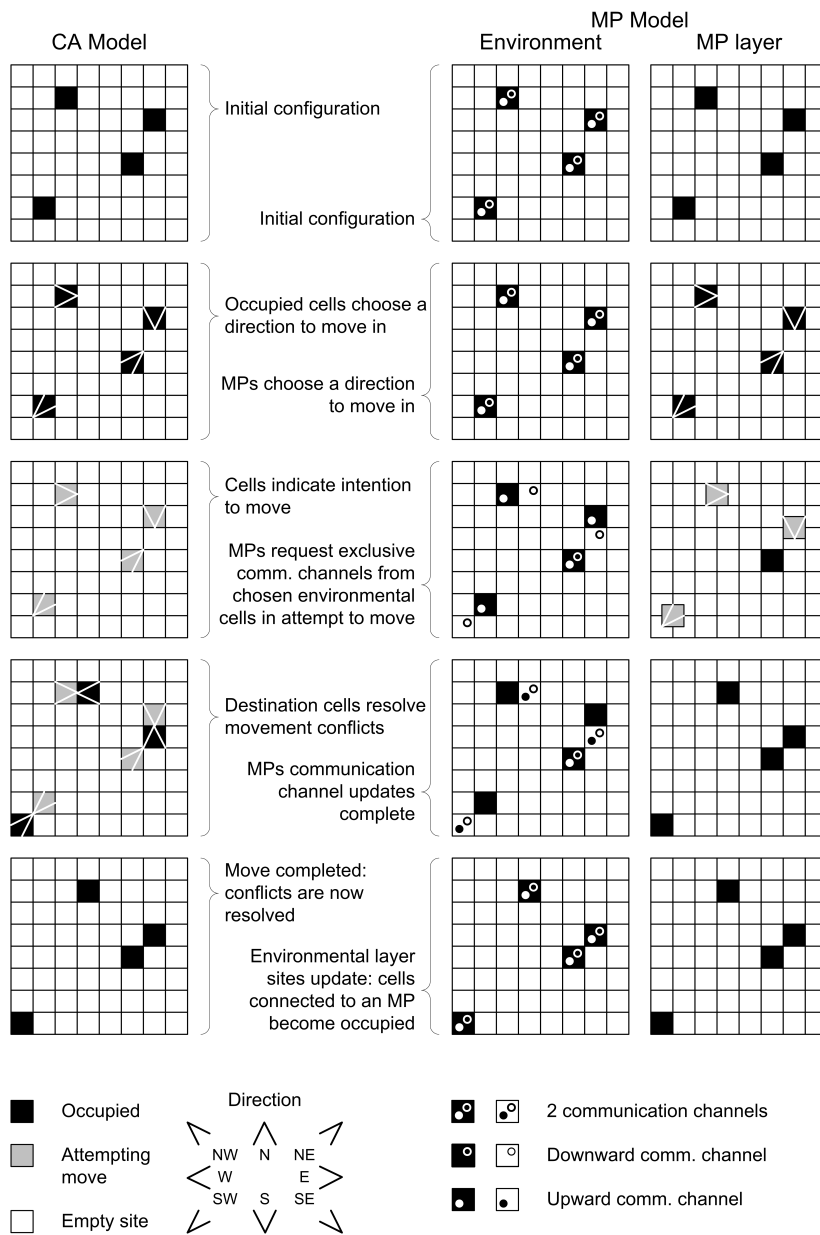 MP Model
CA Model
Environment
MP layer
Initial configuration
Initial configuration
Occupied cells choose a
direction to move in
MPs choose a direction
to move in
Cells indicate intention
to move
MPs request exclusive
comm. channels from
chosen environmental
cells in attempt to move
Destination cells resolve
movement conflicts
MPs communication
channel updates
complete
Move completed:
conflicts are now
resolved
Environmental layer
sites update: cells
connected to an MP
become occupied
Occupied
Attempting
move
Empty site
Direction
NW N NE
W E
SW S SE
2 communication channels
Downward comm. channel
Upward comm. channel